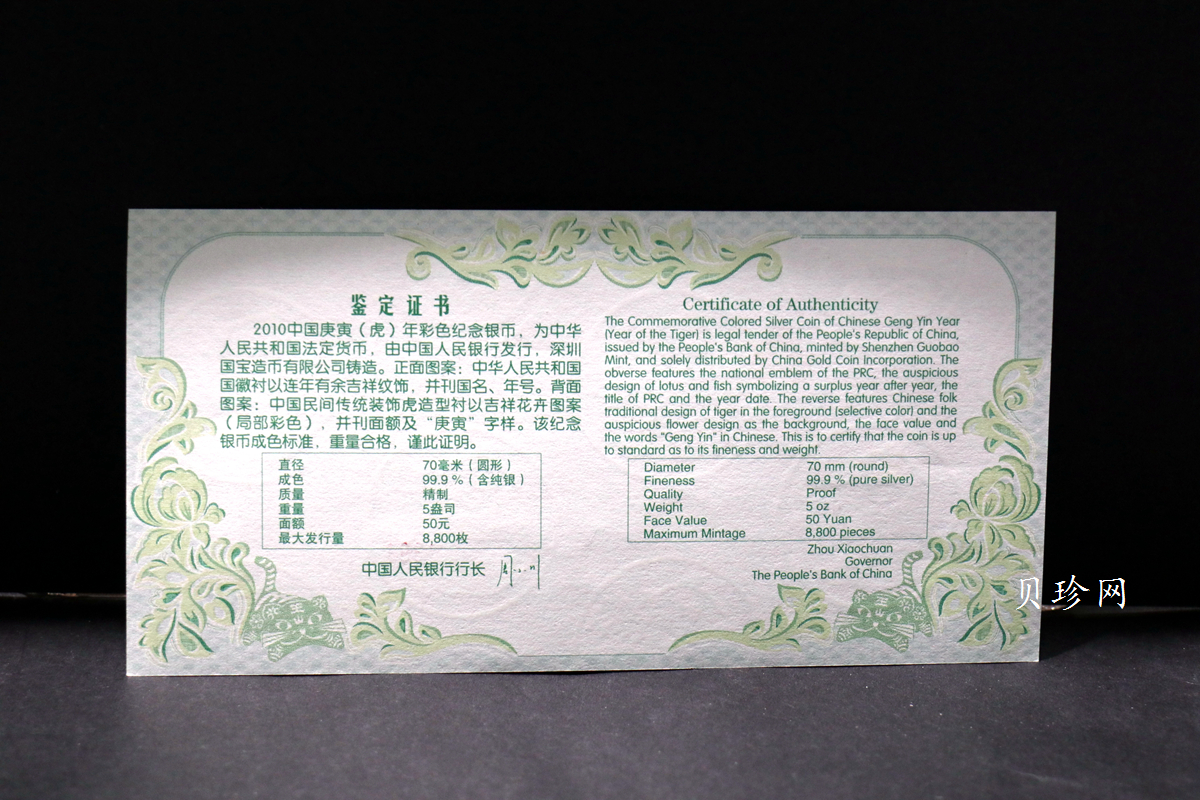 鉴定证书
2010中国庚寅（虎）年彩色纪念银币，为中华
人民共和国法定货币，由中国人民银行发行，深圳
国宝造币有限公司铸造。正面图案：中华人民共和国
国徽衬以连年有余吉祥纹饰，并刊国名、年号。背面
图案：中国民间传统装饰虎造型衬以吉祥花卉图案
（局部彩色），并刊面额及“庚寅”字样。该纪念
银币成色标准，重量合格，谨此证明。
直径 70毫米（圆形）
成色 99.9 %（含纯银）
质量 精制
重量 5盎司
面额 50元
最大发行量 8,800枚
中国人民银行行长
Certificate of Authenticity
The Commemorative Colored Silver Coin of Chinese Geng Yin Year
(Year of the Tiger) is legal tender of the People's Republic of China,
issued by the People's Bank of China, minted by Shenzhen Guobao
Mint, and solely distributed by China Gold Coin Incorporation. The
obverse features the national emblem of the PRC, the auspicious
design of lotus and fish symbolizing a surplus year after year, the
title of PRC and the year date. The reverse features Chinese folk
traditional design of tiger in the foreground (selective color) and the
auspicious flower design as the background, the face value and
the words "Geng Yin" in Chinese. This is to certify that the coin is up
to standard as to its fineness and weight.
Diameter 70 mm (round)
Fineness 99.9 % (pure silver)
Quality Proof
Weight 5 oz
Face Value 50 Yuan
Maximum Mintage 8,800 pieces
Zhou Xiaochuan
Governor
The People's Bank of China
贝珍网